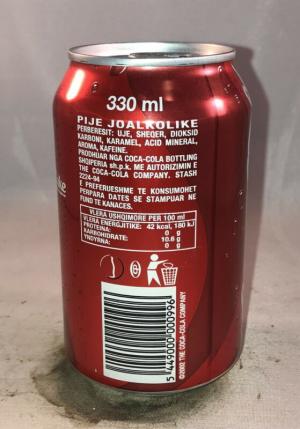 330 ml
PIJE JOALKOLIKE
PERBERESIT: UJE, SHEQER, DIOKSID
KARBONI, KARAMEL, ACID MINERAL,
AROMA, KAFEINE.
PRODHUAR NGA COCA-COLA BOTTLING
SHQIPERIA sh.p.k. ME AUTORIZIMIN E
THE COCA-COLA COMPANY. STASH
2224-94
E PREFERUESHME TE KONSUMOHET
PERPARA DATES SE STAMPUAR NE
FUND TE KANACES.
VLERA USHQIMORE PER 100 ml
VLERA ENERGJITIKE: 42 kcal, 180 kJ
PROTEINA: 0 g
KARBOHIDRATE: 10.6 g
YNDYRNA: 0 g
5 449000 000996
©2002 THE COCA-COLA COMPANY